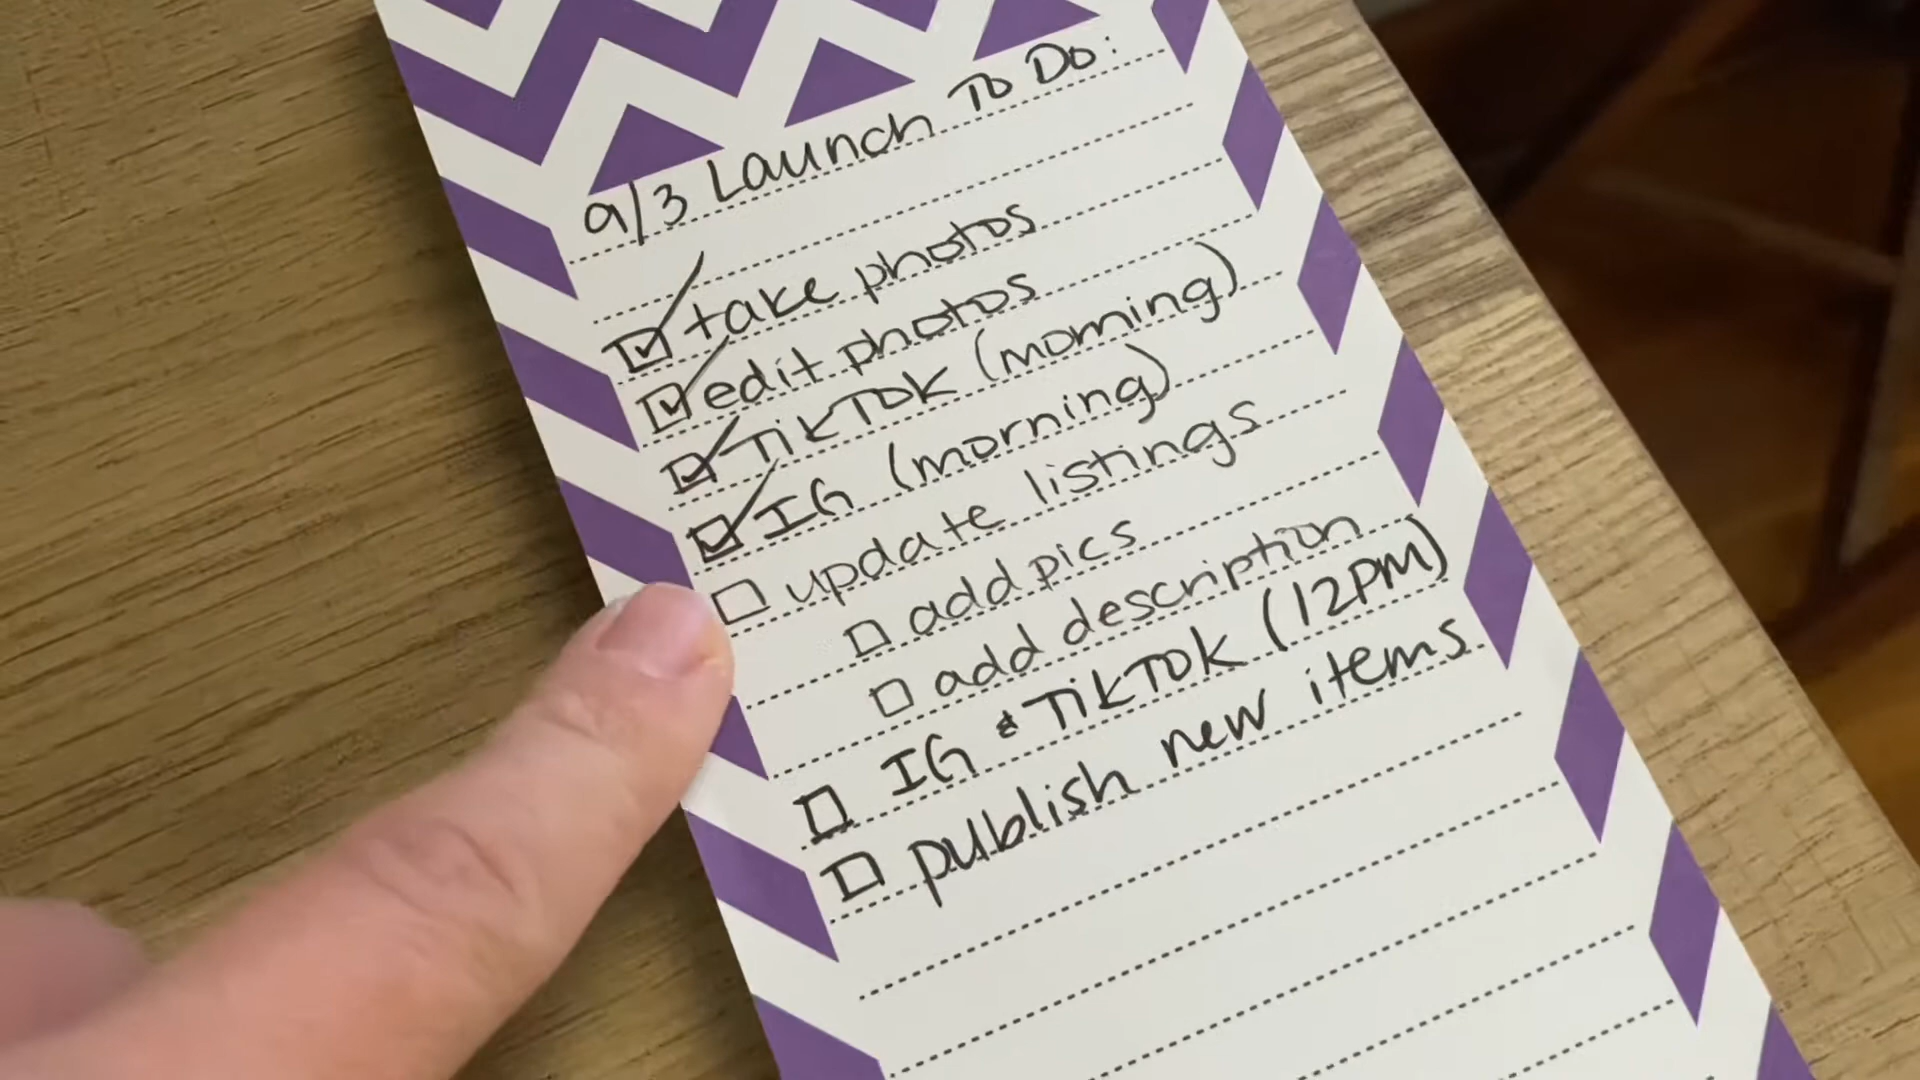 9/3 Launch To Do:
take photos
edit photos
TikTok (morning)
IG (morning)
update listings
add pics
add description
IG & TikTok (12PM)
publish new items